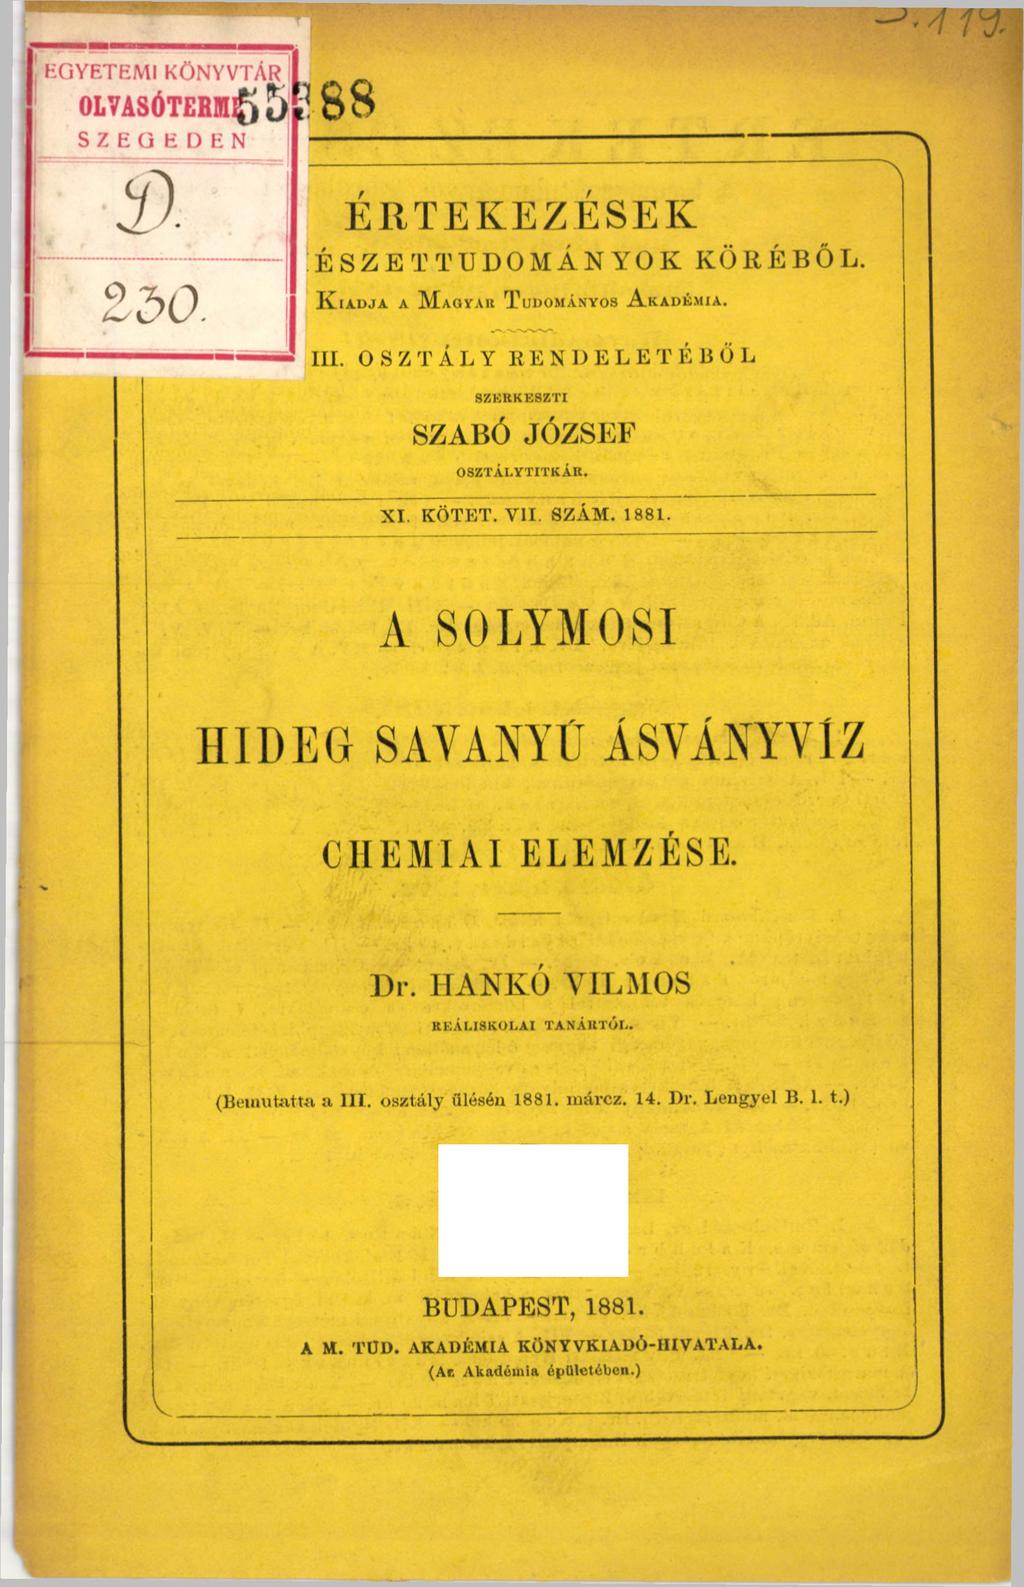 119.
EGYETEMI KÖNYVTÁR
OLVASÓTERME
SZEGEDEN
D.
230.
55388
ÉRTEKEZÉSEK
ÉSZETTUDOMÁNYOK KÖRÉBŐL.
KIADJA A MAGYAR TUDOMÁNYOS AKADÉMIA.
III. OSZTÁLY RENDELETÉBŐL
SZERKESZTI
SZABÓ JÓZSEF
OSZTÁLYTITKÁR.
XI. KÖTET. VII. SZÁM. 1881.
A SOLYMOSI
HIDEG SAVANYÚ ÁSVÁNYVÍZ
CHEMIAI ELEMZÉSE.
Dr. HANKÓ VILMOS
REÁLISKOLAI TANÁRTÓL.
(Bemutatta a III. osztály ülésén 1881. márcz. 14. Dr. Lengyel B. l. t.)
BUDAPEST, 1881.
A M. TUD. AKADÉMIA KÖNYVKIADÓ-HIVATALA.
(Az Akadémia épületében.)